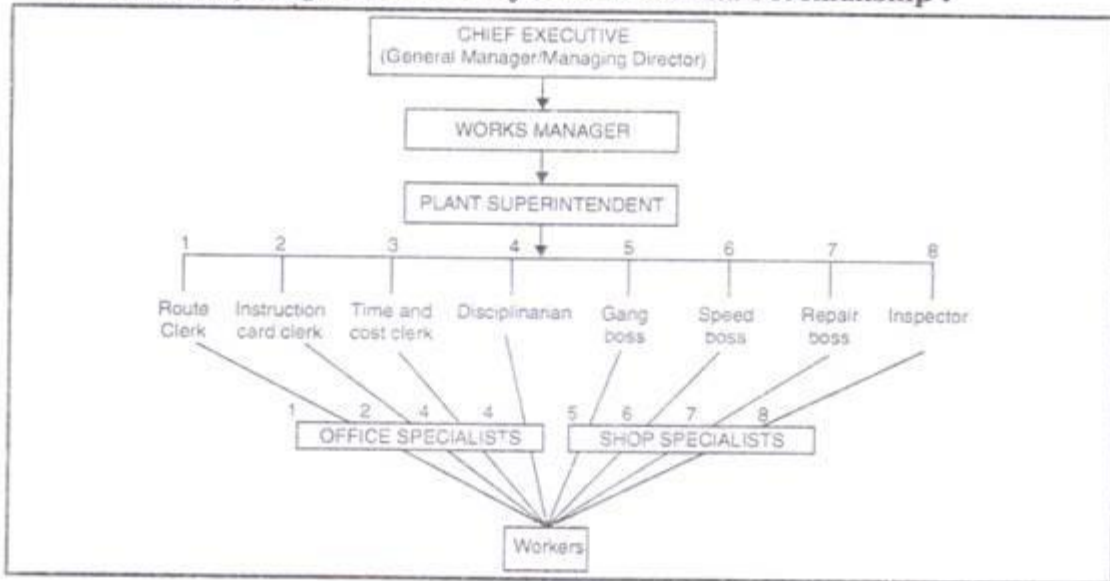 Foremanship :
CHIEF EXECUTIVE
(General Manager/Managing Director)
WORKS MANAGER
PLANT SUPERINTENDENT
1 2 3 4 5 6 7 8
Route Clerk
Instruction card clerk
Time and cost clerk
Disciplinarian
Gang boss
Speed boss
Repair boss
Inspector
1 2 4 4 5 6 7 8
OFFICE SPECIALISTS
SHOP SPECIALISTS
Workers